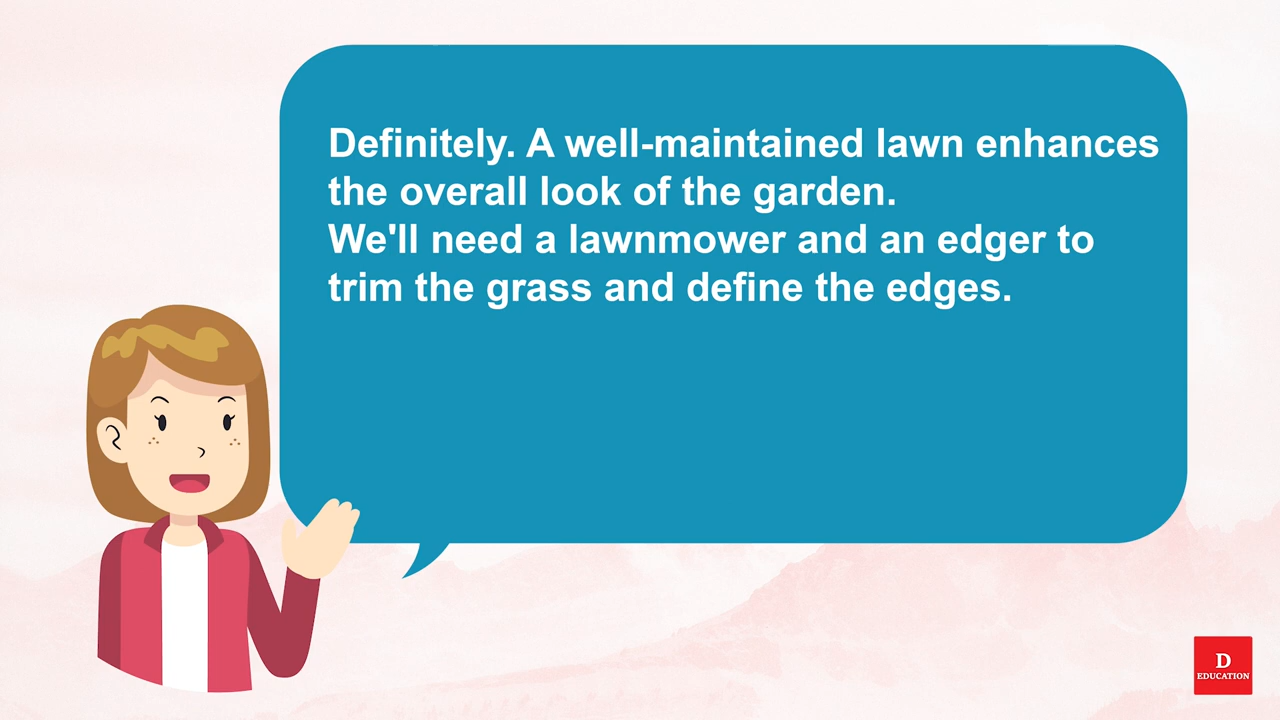 Definitely. A well-maintained lawn enhances
the overall look of the garden.
We'll need a lawnmower and an edger to
trim the grass and define the edges.
D
EDUCATION